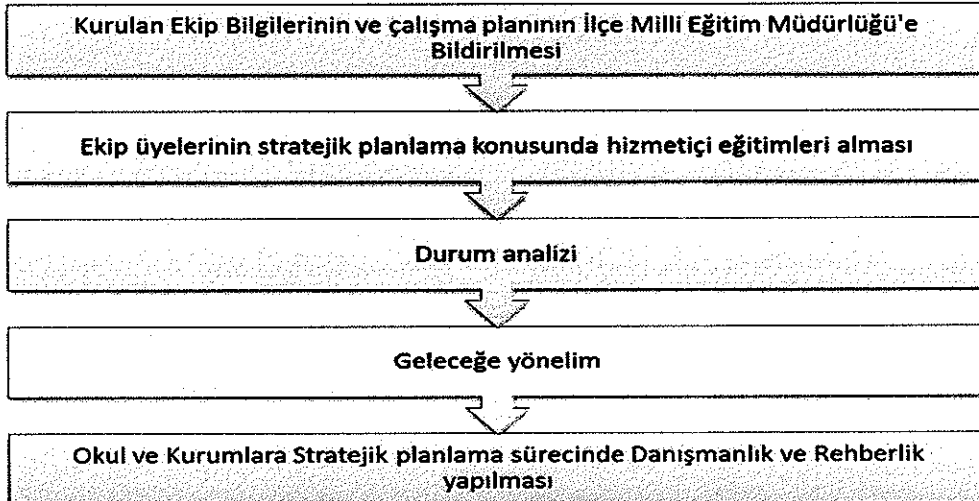 Kurulan Ekip Bilgilerinin ve çalışma planının İlçe Milli Eğitim Müdürlüğü'e
Bildirilmesi
Ekip üyelerinin stratejik planlama konusunda hizmetiçi eğitimleri alması
Durum analizi
Geleceğe yönelim
Okul ve Kurumlara Stratejik planlama sürecinde Danışmanlık ve Rehberlik
yapılması